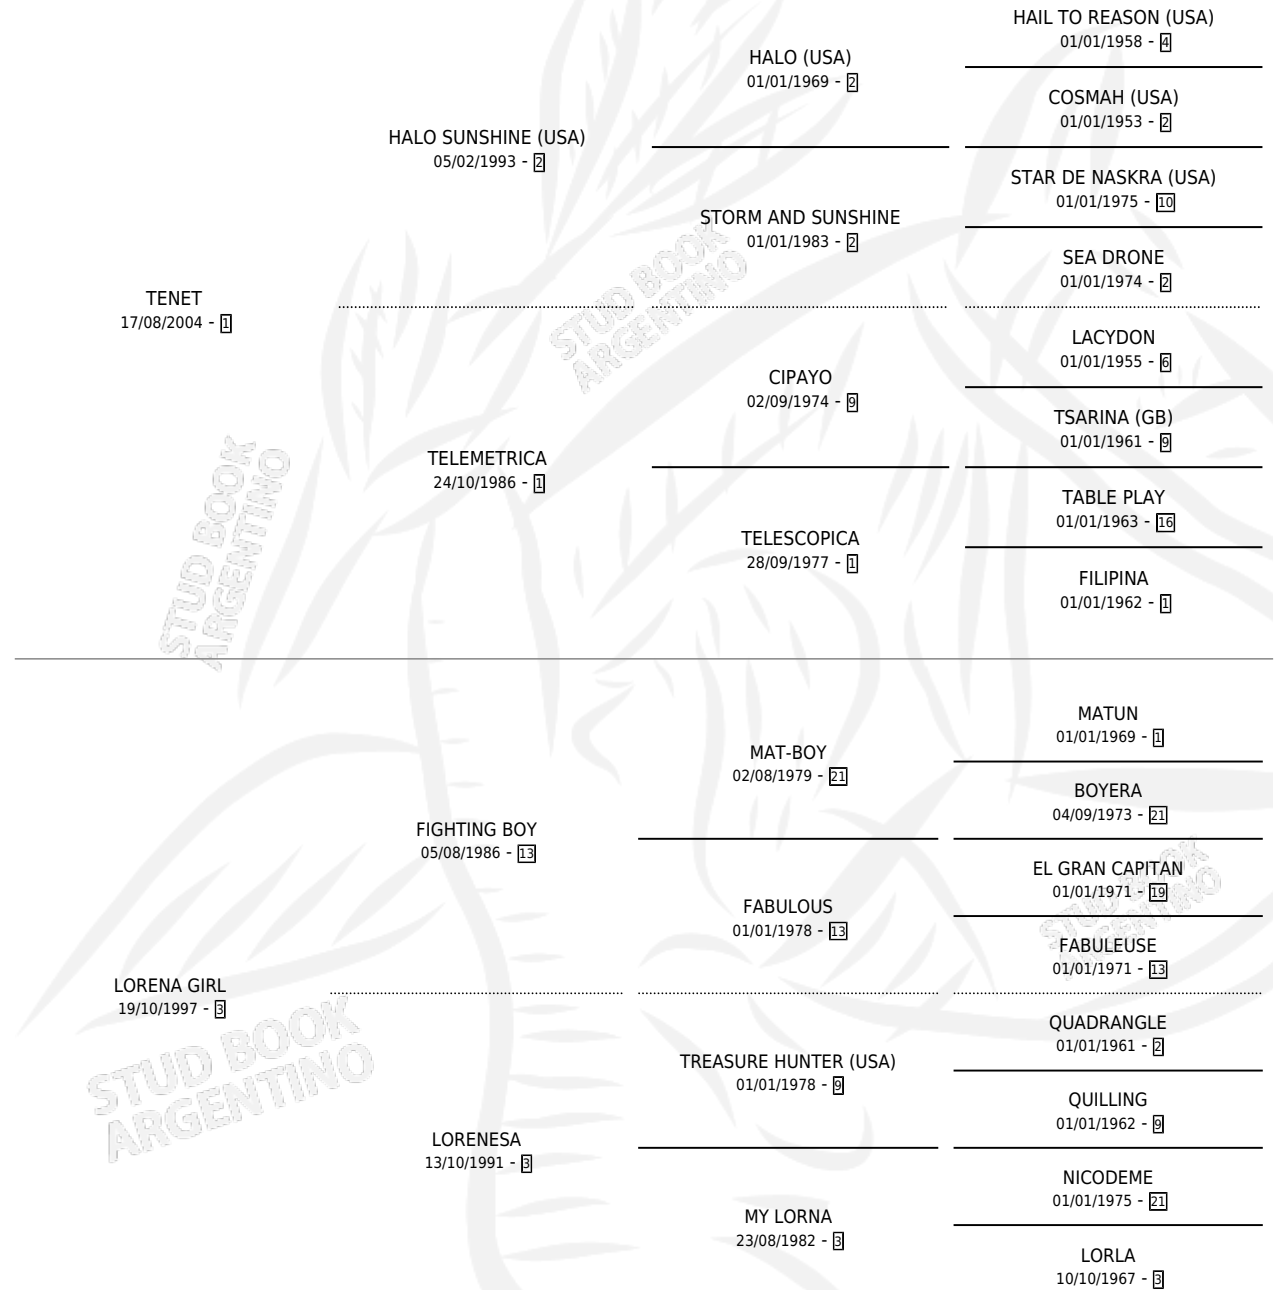 HAIL TO REASON (USA)
01/01/1958 - 4
HALO (USA)
01/01/1969 - 2
COSMAH (USA)
01/01/1953 - 2
HALO SUNSHINE (USA)
05/02/1993 - 2
STAR DE NASKRA (USA)
01/01/1975 - 10
STORM AND SUNSHINE
01/01/1983 - 2
SEA DRONE
01/01/1974 - 2
TENET
17/08/2004 - 1
LACYDON
01/01/1955 - 6
CIPAYO
02/09/1974 - 9
TSARINA (GB)
01/01/1961 - 9
TELEMETRICA
24/10/1986 - 1
TABLE PLAY
01/01/1963 - 16
TELESCOPICA
28/09/1977 - 1
FILIPINA
01/01/1962 - 1
MATUN
01/01/1969 - 1
MAT-BOY
02/08/1979 - 21
BOYERA
04/09/1973 - 21
FIGHTING BOY
05/08/1986 - 13
EL GRAN CAPITAN
01/01/1971 - 19
FABULOUS
01/01/1978 - 13
FABULEUSE
01/01/1971 - 13
LORENA GIRL
19/10/1997 - 3
QUADRANGLE
01/01/1961 - 2
TREASURE HUNTER (USA)
01/01/1978 - 9
QUILLING
01/01/1962 - 9
LORENESA
13/10/1991 - 3
NICODEME
01/01/1975 - 21
MY LORNA
23/08/1982 - 3
LORLA
10/10/1967 - 3
STUD BOOK
ARGENTINO
STUD BOOK
ARGENTINO
STUD BOOK
ARGENTINO
STUD BOOK
ARGENTINO